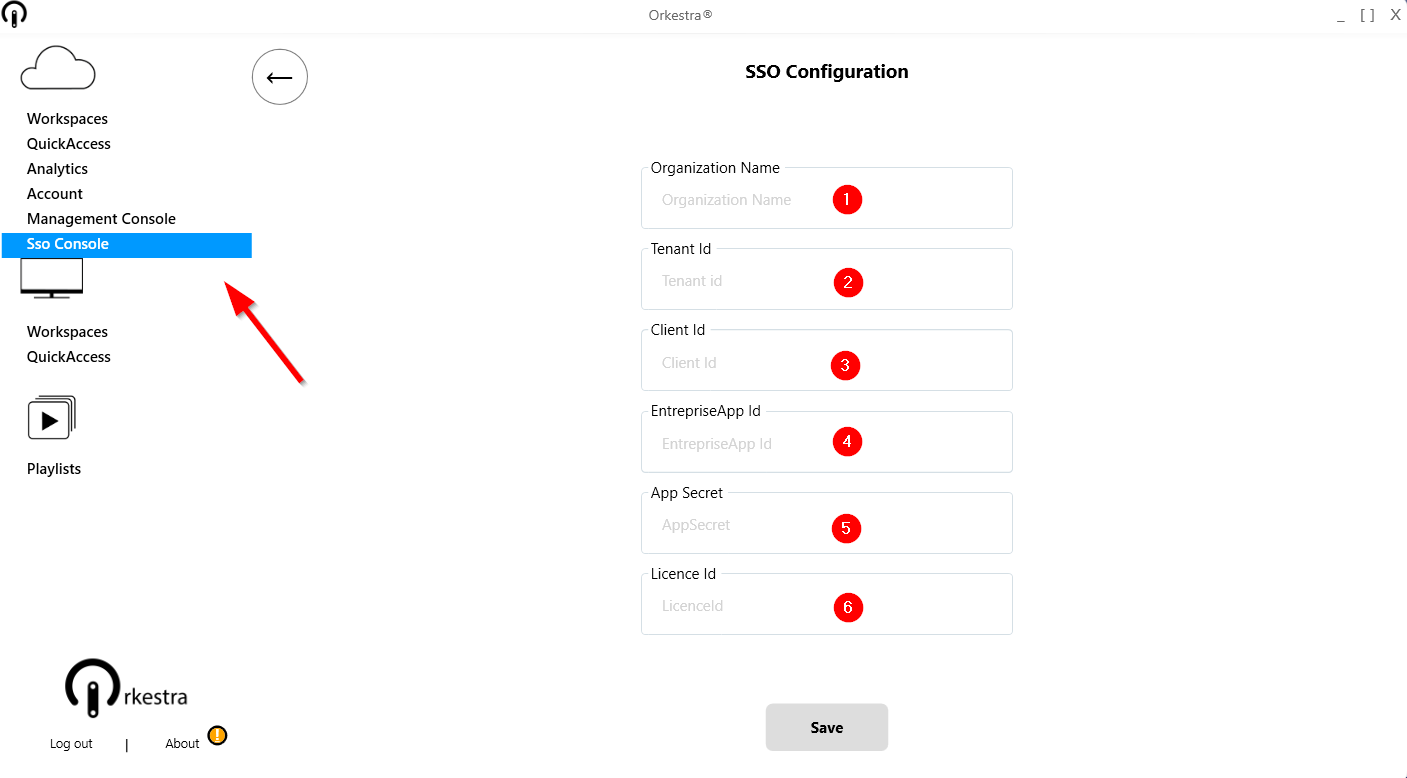 Orkestra®
_ [ ] X
Workspaces
QuickAccess
Analytics
Account
Management Console
Sso Console
Workspaces
QuickAccess
Playlists
rkestra
Log out | About !
SSO Configuration
Organization Name
Organization Name 1
Tenant Id
Tenant id 2
Client Id
Client Id 3
EntrepriseApp Id
EntrepriseApp Id 4
App Secret
AppSecret 5
Licence Id
LicenceId 6
Save